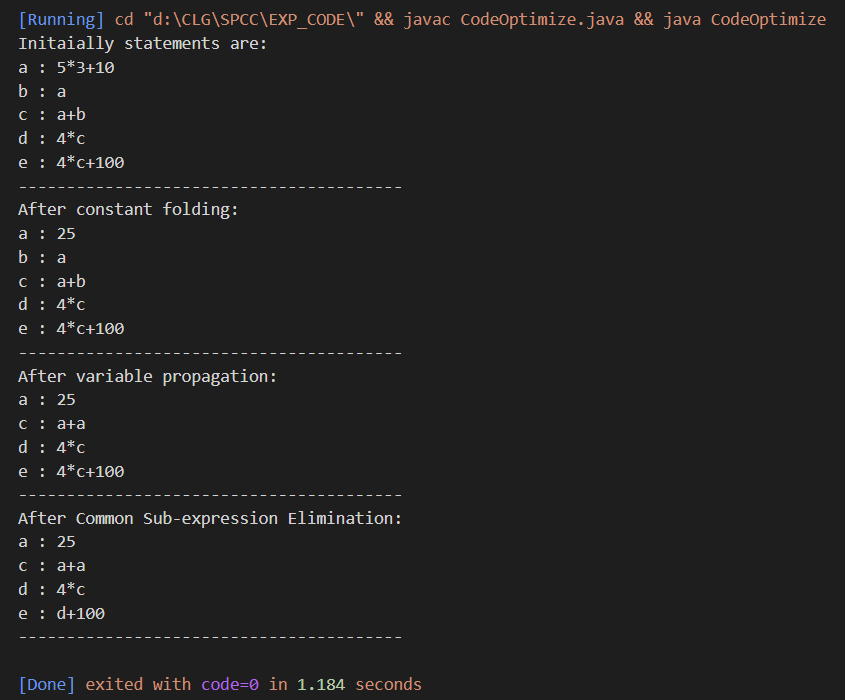 [Running] cd "d:\CLG\SPCC\EXP_CODE\" && javac CodeOptimize.java && java CodeOptimize
Initaially statements are:
a : 5*3+10
b : a
c : a+b
d : 4*c
e : 4*c+100
----------------------------------------
After constant folding:
a : 25
b : a
c : a+b
d : 4*c
e : 4*c+100
----------------------------------------
After variable propagation:
a : 25
c : a+a
d : 4*c
e : 4*c+100
----------------------------------------
After Common Sub-expression Elimination:
a : 25
c : a+a
d : 4*c
e : d+100
----------------------------------------
[Done] exited with code=0 in 1.184 seconds